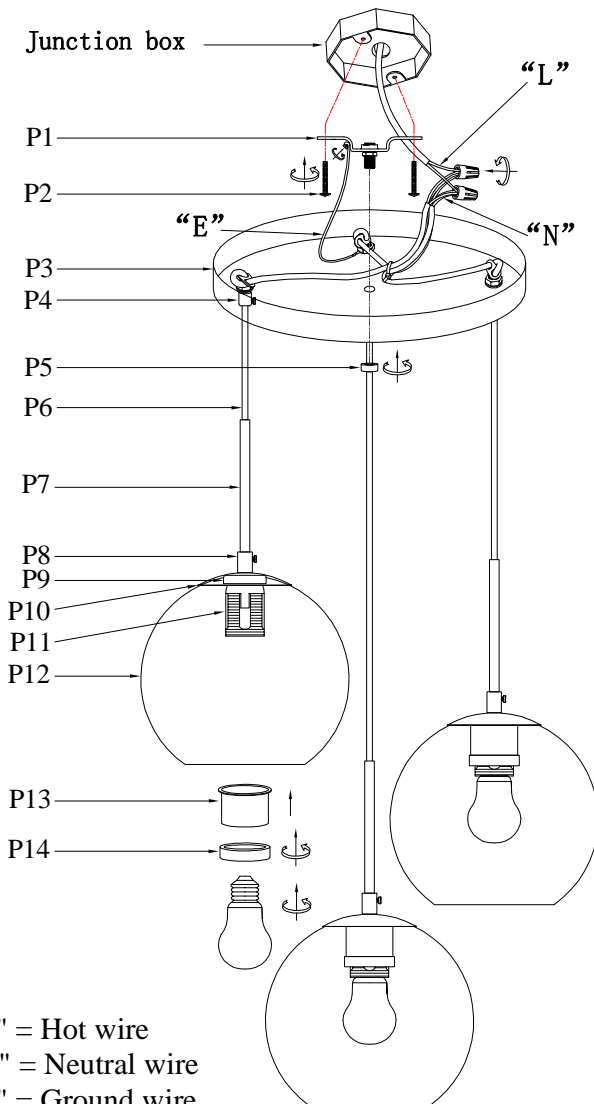 Junction box
“L”
P1
P2
“E”
“N”
P3
P4
P5
P6
P7
P8
P9
P10
P11
P12
P13
P14
" = Hot wire
" = Neutral wire
" = Ground wire